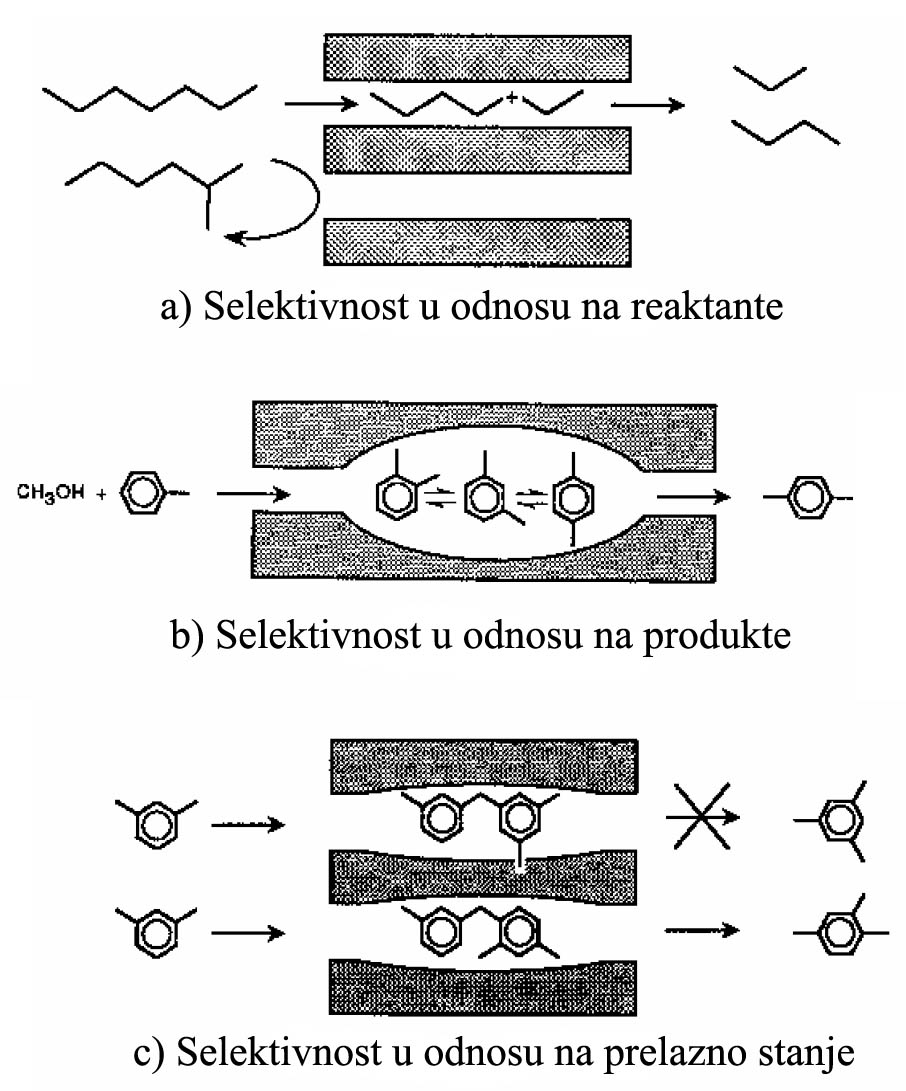 +
a) Selektivnost u odnosu na reaktante
CH₃OH +
b) Selektivnost u odnosu na produkte
c) Selektivnost u odnosu na prelazno stanje